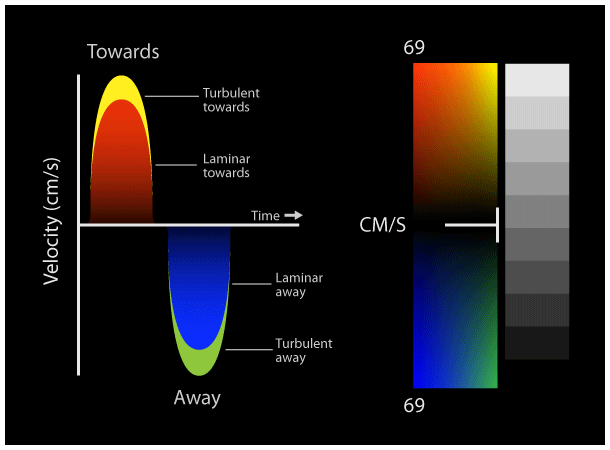 Towards
Turbulent
towards
Laminar
towards
Velocity (cm/s)
Time
Laminar
away
Turbulent
away
Away
69
CM/S
69